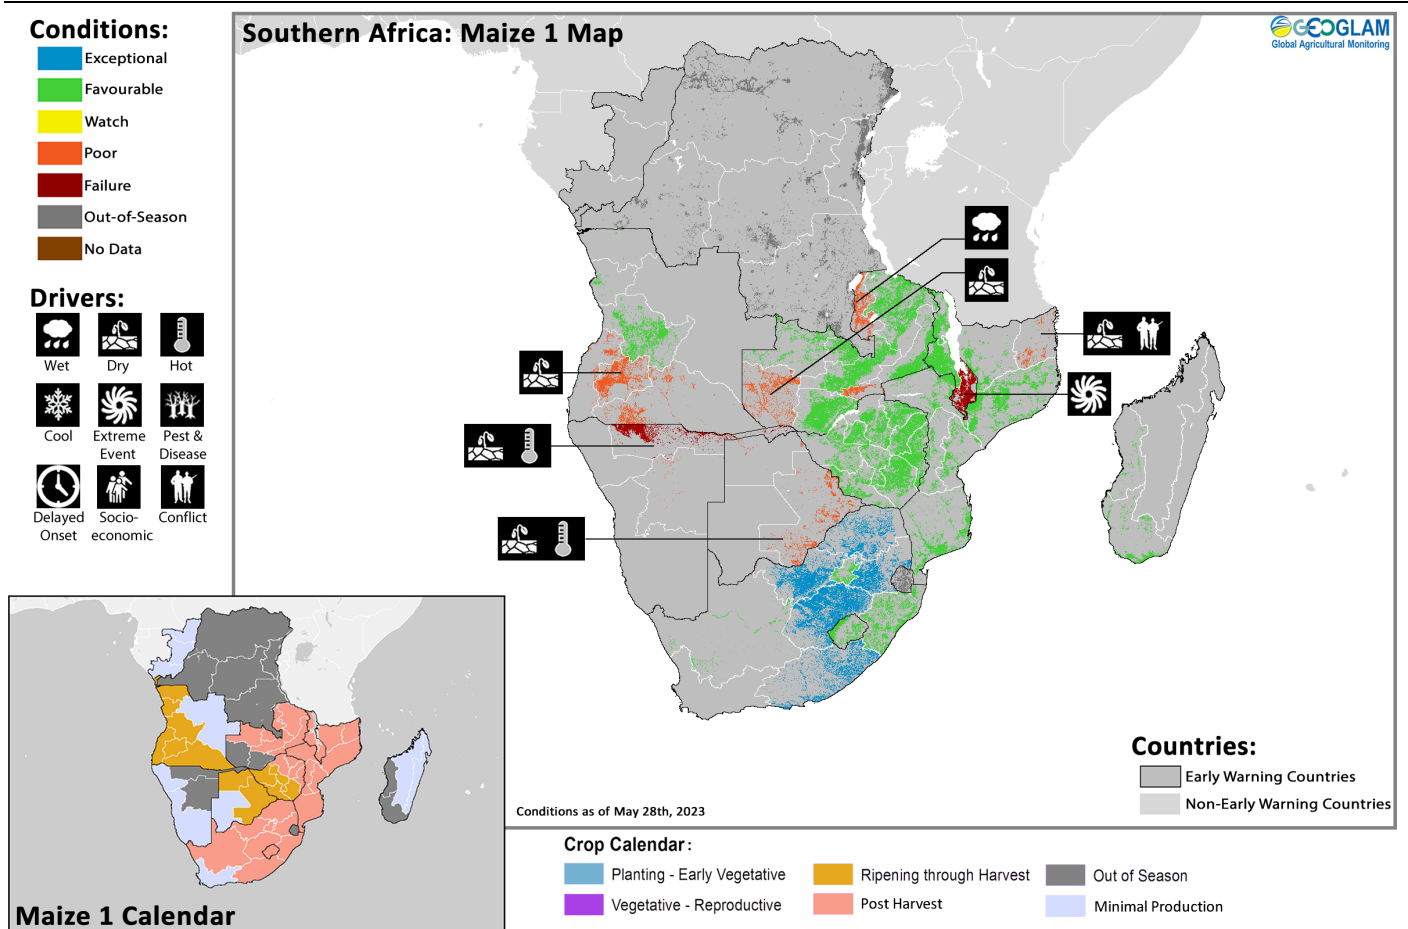 Conditions:
Exceptional
Favourable
Watch
Poor
Failure
Out-of-Season
No Data
Drivers:
Wet
Dry
Hot
Cool
Extreme
Event
Pest &
Disease
Delayed
Onset
Socio-
economic
Conflict
Southern Africa: Maize 1 Map
GEOGLAM
Global Agricultural Monitoring
Countries:
Early Warning Countries
Non-Early Warning Countries
Conditions as of May 28th, 2023
Maize 1 Calendar
Crop Calendar:
Planting - Early Vegetative
Ripening through Harvest
Out of Season
Vegetative - Reproductive
Post Harvest
Minimal Production